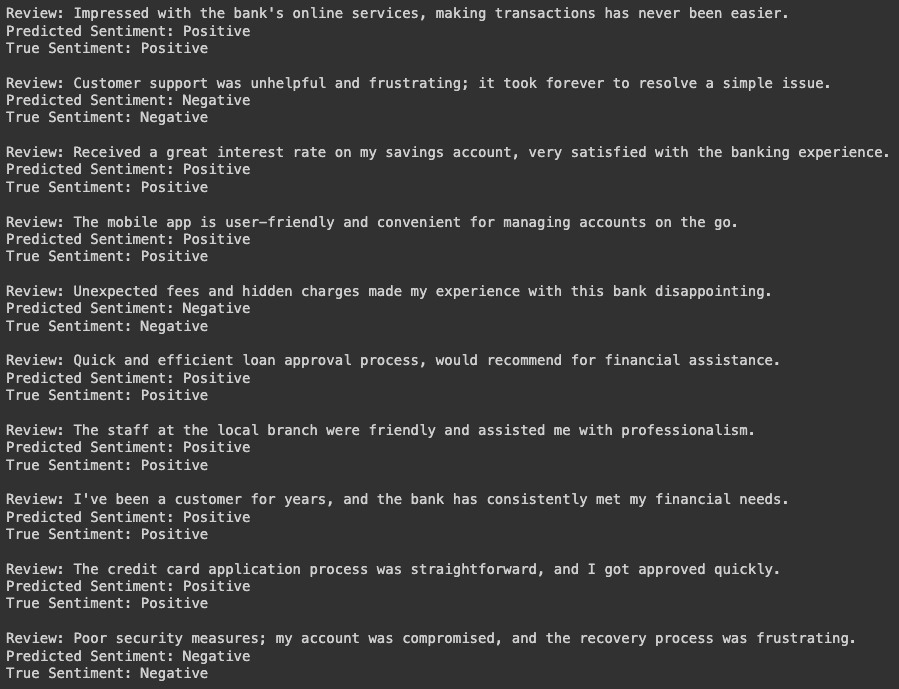 Review: Impressed with the bank's online services, making transactions has never been easier.
Predicted Sentiment: Positive
True Sentiment: Positive
Review: Customer support was unhelpful and frustrating; it took forever to resolve a simple issue.
Predicted Sentiment: Negative
True Sentiment: Negative
Review: Received a great interest rate on my savings account, very satisfied with the banking experience.
Predicted Sentiment: Positive
True Sentiment: Positive
Review: The mobile app is user-friendly and convenient for managing accounts on the go.
Predicted Sentiment: Positive
True Sentiment: Positive
Review: Unexpected fees and hidden charges made my experience with this bank disappointing.
Predicted Sentiment: Negative
True Sentiment: Negative
Review: Quick and efficient loan approval process, would recommend for financial assistance.
Predicted Sentiment: Positive
True Sentiment: Positive
Review: The staff at the local branch were friendly and assisted me with professionalism.
Predicted Sentiment: Positive
True Sentiment: Positive
Review: I've been a customer for years, and the bank has consistently met my financial needs.
Predicted Sentiment: Positive
True Sentiment: Positive
Review: The credit card application process was straightforward, and I got approved quickly.
Predicted Sentiment: Positive
True Sentiment: Positive
Review: Poor security measures; my account was compromised, and the recovery process was frustrating.
Predicted Sentiment: Negative
True Sentiment: Negative